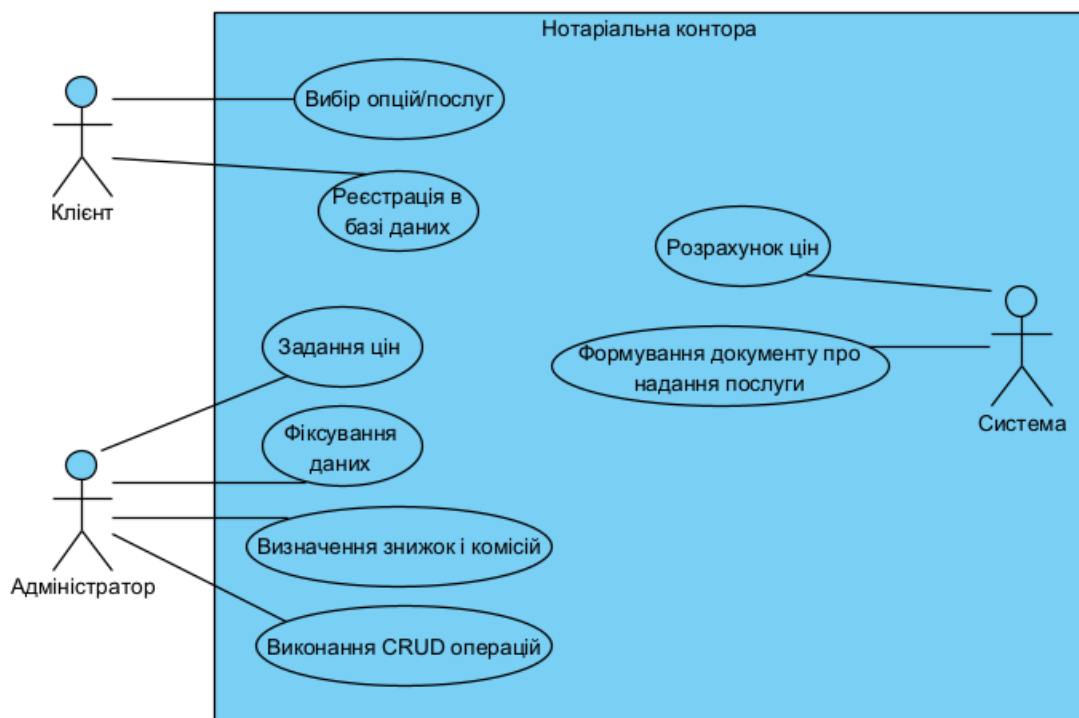 Нотаріальна контора
Вибір опцій/послуг
Клієнт
Реєстрація в
базі даних
Розрахунок цін
Задання цін
Формування документу про
надання послуги
Система
Фіксування
даних
Визначення знижок і комісій
Адміністратор
Виконання CRUD операцій